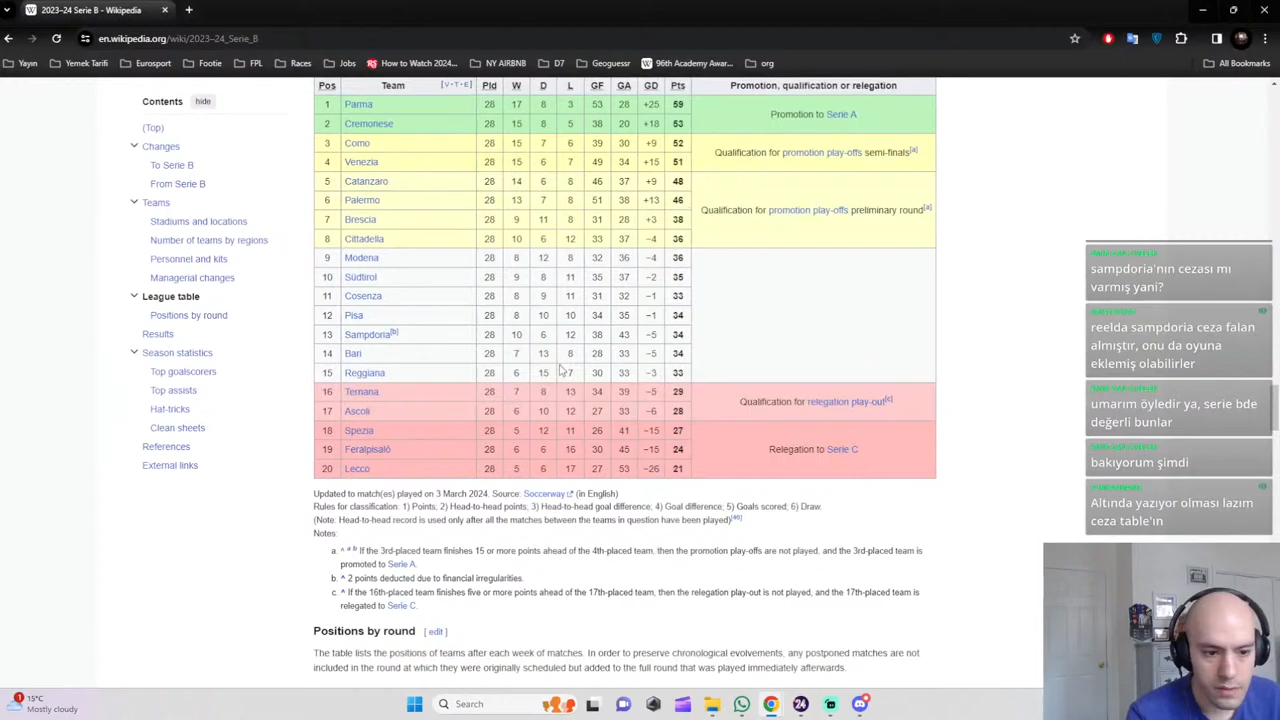 2023–24 Serie B - Wikipedia
en.wikipedia.org/wiki/2023–24_Serie_B
Yayın
Yemek Tarifi
Eurosport
Footie
FPL
Races
Jobs
How to Watch 2024...
NY AIRBNB
D7
Geoguessr
96th Academy Awar...
org
All Bookmarks
Contents hide
(Top)
Changes
To Serie B
From Serie B
Teams
Stadiums and locations
Number of teams by regions
Personnel and kits
Managerial changes
League table
Positions by round
Results
Season statistics
Top goalscorers
Top assists
Hat-tricks
Clean sheets
References
External links
Pos Team [V·T·E] Pld W D L GF GA GD Pts Promotion, qualification or relegation
1 Parma 28 17 8 3 53 28 +25 59
Promotion to Serie A
2 Cremonese 28 15 8 5 38 20 +18 53
3 Como 28 15 7 6 39 30 +9 52
Qualification for promotion play-offs semi-finals[a]
4 Venezia 28 15 6 7 49 34 +15 51
5 Catanzaro 28 14 6 8 46 37 +9 48
6 Palermo 28 13 7 8 51 38 +13 46
Qualification for promotion play-offs preliminary round[a]
7 Brescia 28 9 11 8 31 28 +3 38
8 Cittadella 28 10 6 12 33 37 −4 36
9 Modena 28 8 12 8 32 36 −4 36
10 Südtirol 28 9 8 11 35 37 −2 35
11 Cosenza 28 8 9 11 31 32 −1 33
12 Pisa 28 8 10 10 34 35 −1 34
13 Sampdoria[b] 28 10 6 12 38 43 −5 34
14 Bari 28 7 13 8 28 33 −5 34
15 Reggiana 28 6 15 7 30 33 −3 33
16 Ternana 28 7 8 13 34 39 −5 29
Qualification for relegation play-out[c]
17 Ascoli 28 6 10 12 27 33 −6 28
18 Spezia 28 5 12 11 26 41 −15 27
19 Feralpisalò 28 6 6 16 30 45 −15 24
Relegation to Serie C
20 Lecco 28 5 6 17 27 53 −26 21
Updated to match(es) played on 3 March 2024. Source: Soccerway (in English)
Rules for classification: 1) Points; 2) Head-to-head points; 3) Head-to-head goal difference; 4) Goal difference; 5) Goals scored; 6) Draw.
(Note: Head-to-head record is used only after all the matches between the teams in question have been played)[46]
Notes:
a. ^ a b If the 3rd-placed team finishes 15 or more points ahead of the 4th-placed team, then the promotion play-offs are not played, and the 3rd-placed team is
promoted to Serie A.
b. ^ 2 points deducted due to financial irregularities.
c. ^ If the 16th-placed team finishes five or more points ahead of the 17th-placed team, then the relegation play-out is not played, and the 17th-placed team is
relegated to Serie C.
Positions by round [ edit ]
The table lists the positions of teams after each week of matches. In order to preserve chronological evolvements, any postponed matches are not
included in the round at which they were originally scheduled but added to the full round that was played immediately afterwards.
sampdoria'nın cezası mı
varmış yani?
reelda sampdoria ceza falan
almıştır, onu da oyuna
eklemiş olabilirler
umarım öyledir ya, serie bde
değerli bunlar
bakıyorum şimdi
Altında yazıyor olması lazım
ceza table'ın
1
15°C
Mostly cloudy
Search
24